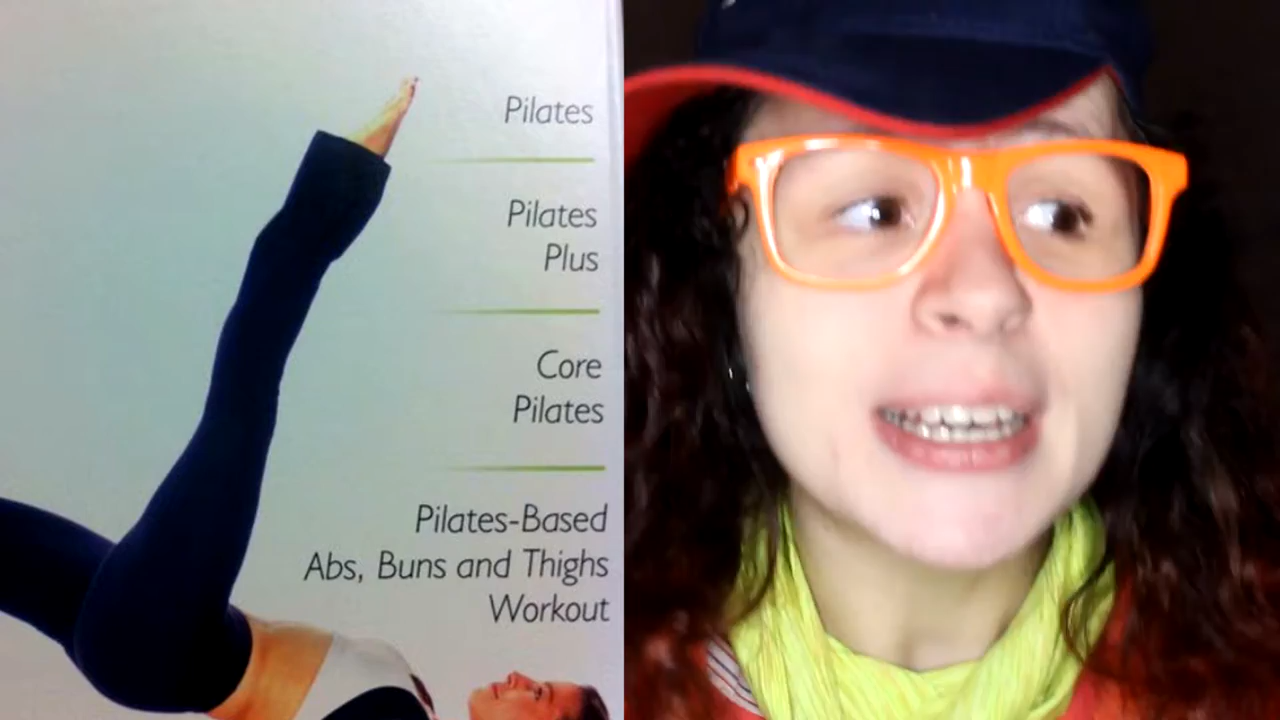 Pilates
Pilates
Plus
Core
Pilates
Pilates-Based
Abs, Buns and Thighs
Workout